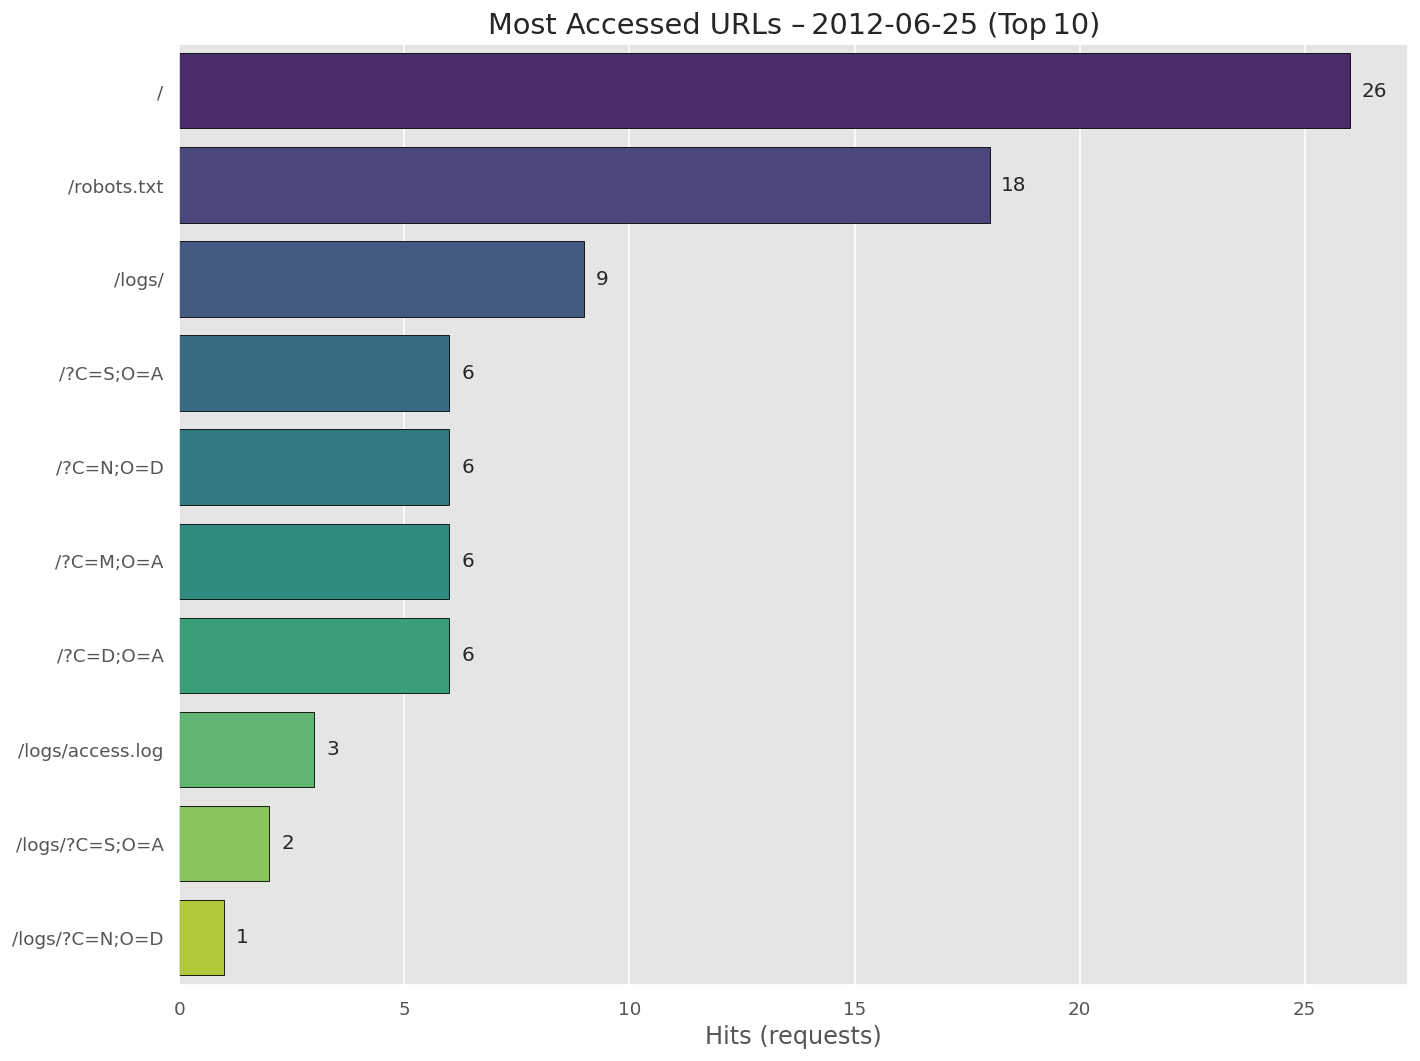 Most Accessed URLs – 2012-06-25 (Top 10)
/ 26
/robots.txt 18
/logs/ 9
/?C=S;O=A 6
/?C=N;O=D 6
/?C=M;O=A 6
/?C=D;O=A 6
/logs/access.log 3
/logs/?C=S;O=A 2
/logs/?C=N;O=D 1
0 5 10 15 20 25
Hits (requests)